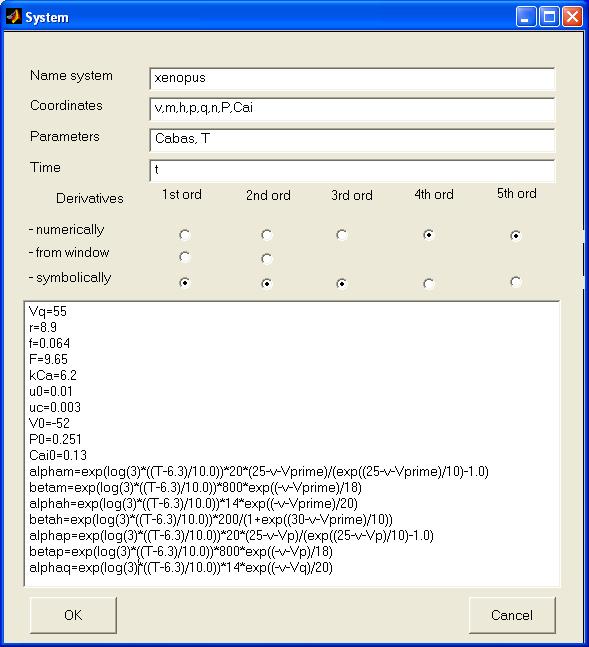 System
Name system xenopus
Coordinates v,m,h,p,q,n,P,Cai
Parameters Cabas, T
Time t
Derivatives 1st ord 2nd ord 3rd ord 4th ord 5th ord
- numerically
- from window
- symbolically
Vq=55
r=8.9
f=0.064
F=9.65
kCa=6.2
u0=0.01
uc=0.003
V0=-52
P0=0.251
Cai0=0.13
alpham=exp(log(3)*((T-6.3)/10.0))*20*(25-v-Vprime)/(exp((25-v-Vprime)/10)-1.0)
betam=exp(log(3)*((T-6.3)/10.0))*800*exp((-v-Vprime)/18)
alphah=exp(log(3)*((T-6.3)/10.0))*14*exp((-v-Vprime)/20)
betah=exp(log(3)*((T-6.3)/10.0))*200/(1+exp((30-v-Vprime)/10))
alphap=exp(log(3)*((T-6.3)/10.0))*20*(25-v-Vp)/(exp((25-v-Vp)/10)-1.0)
betap=exp(log(3)*((T-6.3)/10.0))*800*exp((-v-Vp)/18)
alphaq=exp(log(3)*((T-6.3)/10.0))*14*exp((-v-Vq)/20)
OK Cancel